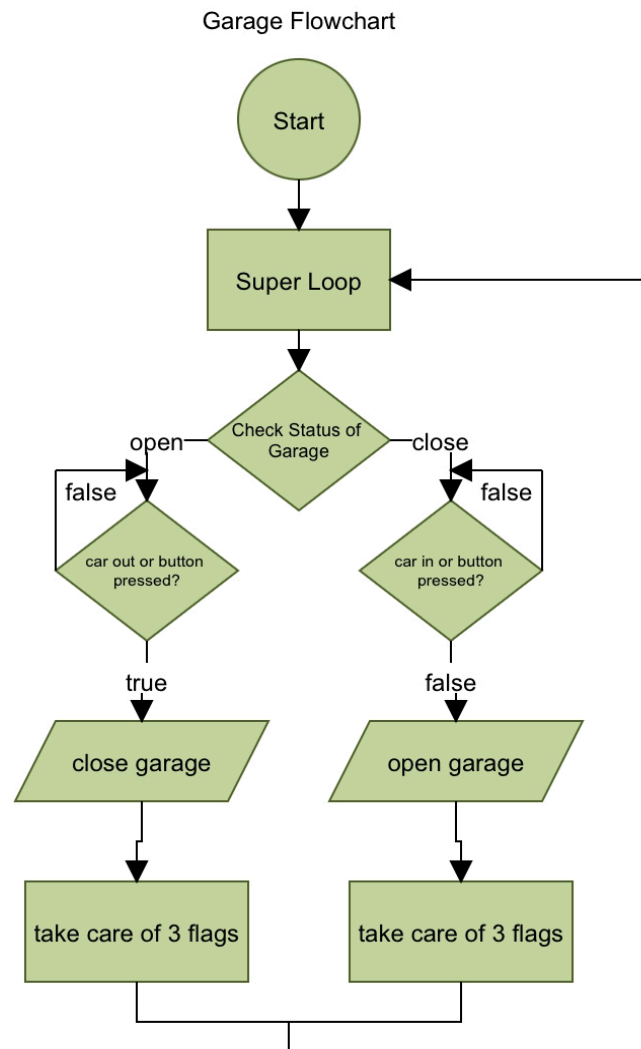 Garage Flowchart
Start
Super Loop
Check Status of
Garage
open
close
false
false
car out or button
pressed?
car in or button
pressed?
true
false
close garage
open garage
take care of 3 flags
take care of 3 flags